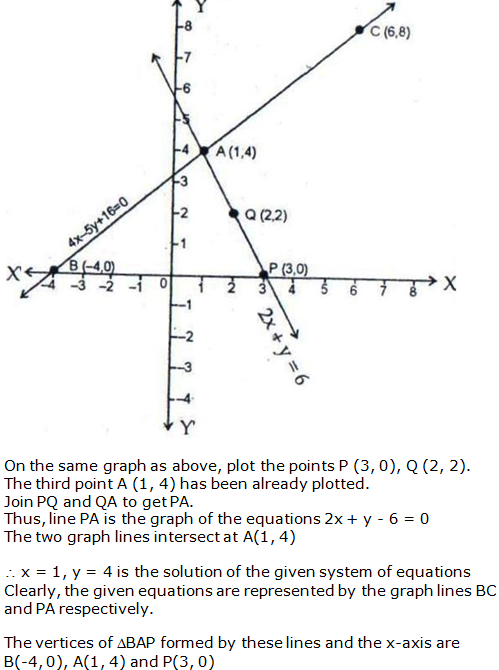 Y
8
C (6,8)
7
6
5
4
A (1,4)
3
4x-5y+16=0
2
Q (2,2)
1
X'
B (-4,0)
P (3,0)
X
-4 -3 -2 -1 0 1 2 3 4 5 6 7 8
-1
2x + y = 6
-2
-3
-4
Y'
On the same graph as above, plot the points P (3, 0), Q (2, 2).
The third point A (1, 4) has been already plotted.
Join PQ and QA to get PA.
Thus, line PA is the graph of the equations 2x + y - 6 = 0
The two graph lines intersect at A(1, 4)
∴ x = 1, y = 4 is the solution of the given system of equations
Clearly, the given equations are represented by the graph lines BC
and PA respectively.
The vertices of ΔBAP formed by these lines and the x-axis are
B(-4, 0), A(1, 4) and P(3, 0)